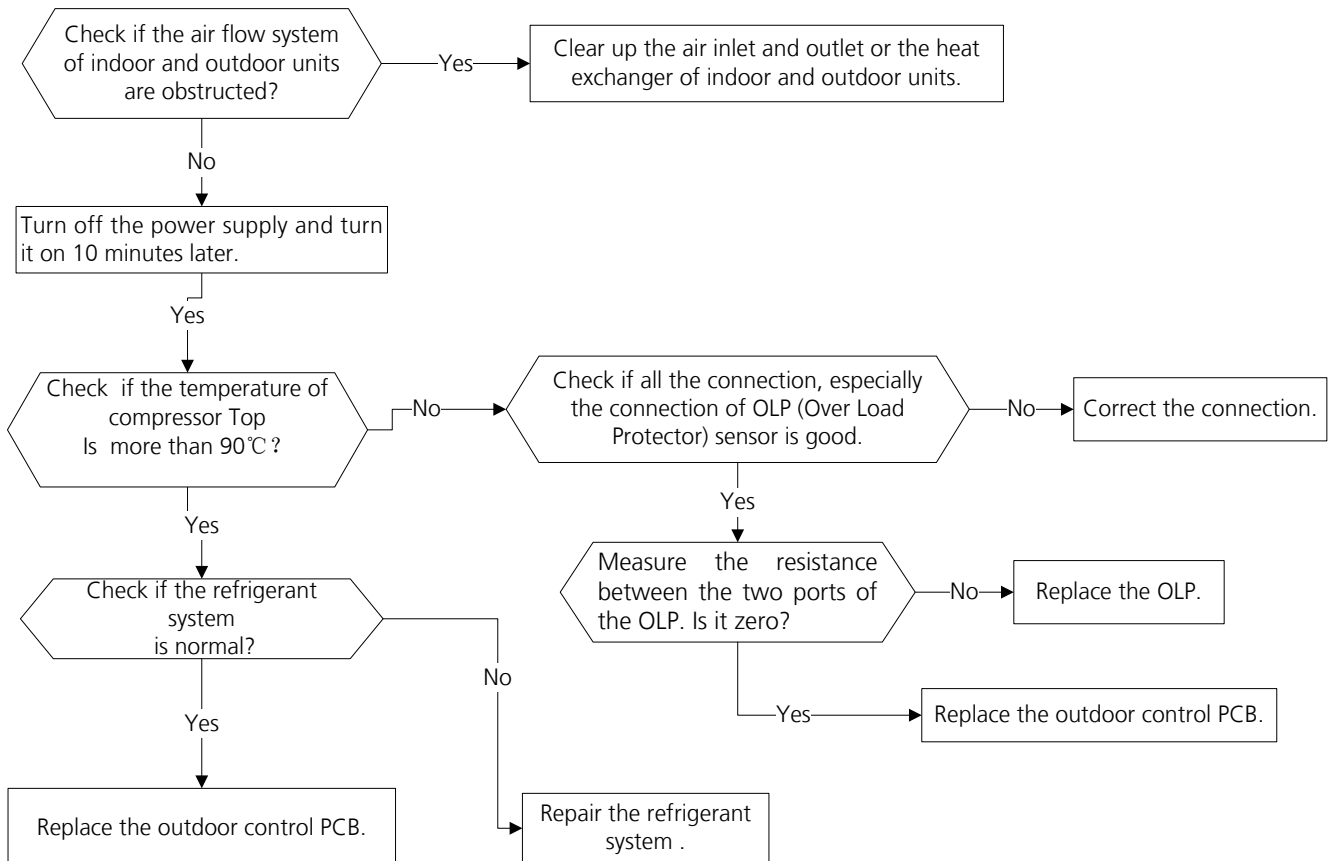 Check if the air flow system
of indoor and outdoor units
are obstructed?
Yes
Clear up the air inlet and outlet or the heat
exchanger of indoor and outdoor units.
No
Turn off the power supply and turn
it on 10 minutes later.
Yes
Check if the temperature of
compressor Top
Is more than 90℃?
No
Check if all the connection, especially
the connection of OLP (Over Load
Protector) sensor is good.
No
Correct the connection.
Yes
Yes
Measure the resistance
between the two ports of
the OLP. Is it zero?
No
Replace the OLP.
Check if the refrigerant
system
is normal?
No
Yes
Yes
Replace the outdoor control PCB.
Replace the outdoor control PCB.
Repair the refrigerant
system .